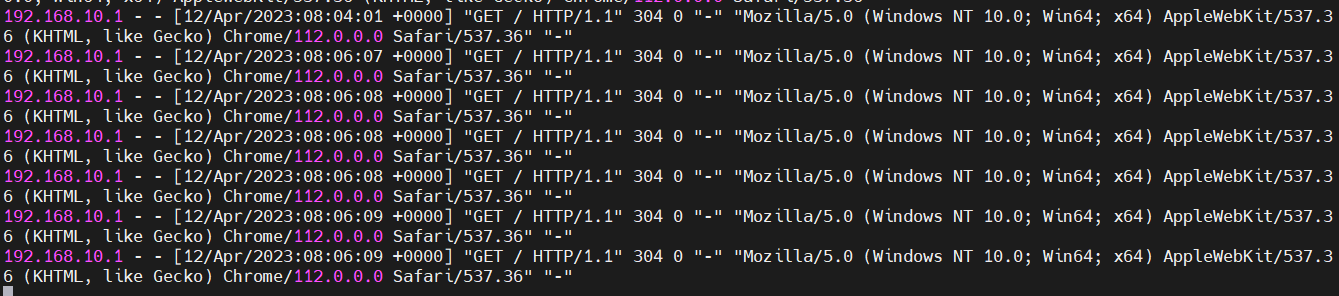 192.168.10.1 - - [12/Apr/2023:08:04:01 +0000] "GET / HTTP/1.1" 304 0 "-" "Mozilla/5.0 (Windows NT 10.0; Win64; x64) AppleWebKit/537.3
6 (KHTML, like Gecko) Chrome/112.0.0.0 Safari/537.36" "-"
192.168.10.1 - - [12/Apr/2023:08:06:07 +0000] "GET / HTTP/1.1" 304 0 "-" "Mozilla/5.0 (Windows NT 10.0; Win64; x64) AppleWebKit/537.3
6 (KHTML, like Gecko) Chrome/112.0.0.0 Safari/537.36" "-"
192.168.10.1 - - [12/Apr/2023:08:06:08 +0000] "GET / HTTP/1.1" 304 0 "-" "Mozilla/5.0 (Windows NT 10.0; Win64; x64) AppleWebKit/537.3
6 (KHTML, like Gecko) Chrome/112.0.0.0 Safari/537.36" "-"
192.168.10.1 - - [12/Apr/2023:08:06:08 +0000] "GET / HTTP/1.1" 304 0 "-" "Mozilla/5.0 (Windows NT 10.0; Win64; x64) AppleWebKit/537.3
6 (KHTML, like Gecko) Chrome/112.0.0.0 Safari/537.36" "-"
192.168.10.1 - - [12/Apr/2023:08:06:08 +0000] "GET / HTTP/1.1" 304 0 "-" "Mozilla/5.0 (Windows NT 10.0; Win64; x64) AppleWebKit/537.3
6 (KHTML, like Gecko) Chrome/112.0.0.0 Safari/537.36" "-"
192.168.10.1 - - [12/Apr/2023:08:06:09 +0000] "GET / HTTP/1.1" 304 0 "-" "Mozilla/5.0 (Windows NT 10.0; Win64; x64) AppleWebKit/537.3
6 (KHTML, like Gecko) Chrome/112.0.0.0 Safari/537.36" "-"
192.168.10.1 - - [12/Apr/2023:08:06:09 +0000] "GET / HTTP/1.1" 304 0 "-" "Mozilla/5.0 (Windows NT 10.0; Win64; x64) AppleWebKit/537.3
6 (KHTML, like Gecko) Chrome/112.0.0.0 Safari/537.36" "-"